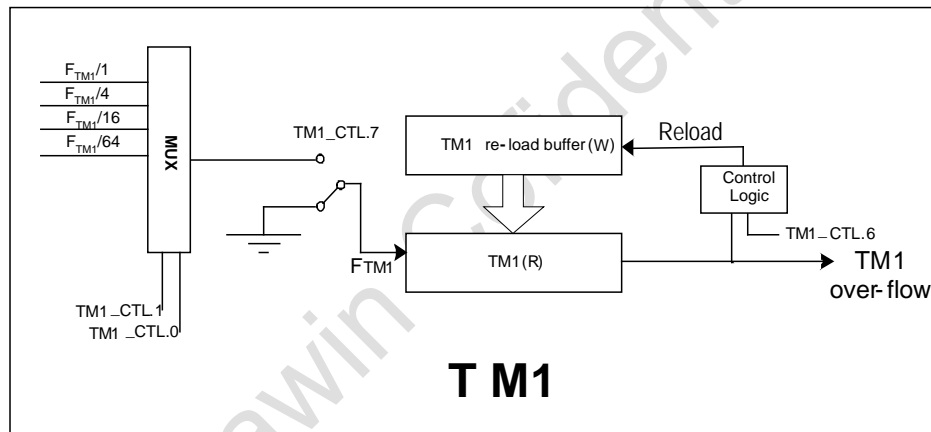 F_TM1/1
F_TM1/4
F_TM1/16
F_TM1/64
MUX
TM1_CTL.7
TM1 re-load buffer(W)
Reload
Control
Logic
TM1_CTL.6
TM1(R)
F_TM1
TM1
over-flow
TM1_CTL.1
TM1_CTL.0
T M1